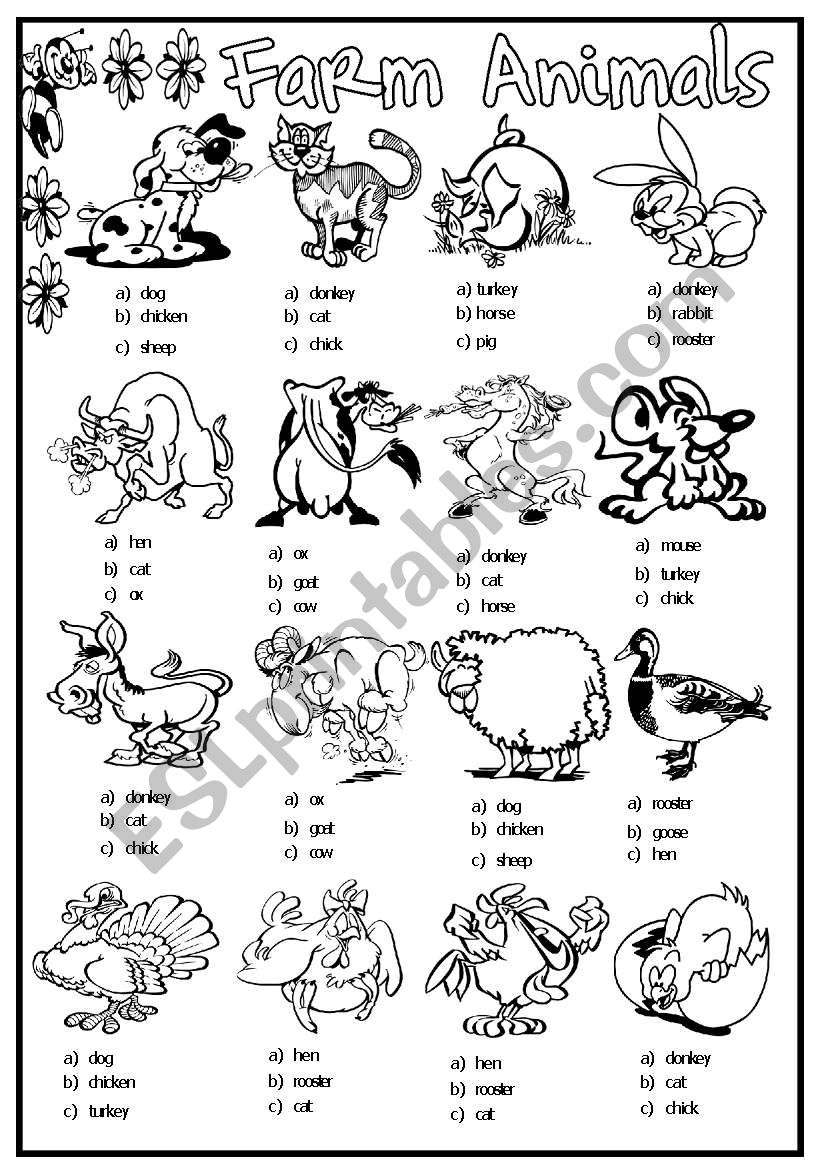 Farm Animals
a) dog
b) chicken
c) sheep
a) donkey
b) cat
c) chick
a) turkey
b) horse
c) pig
a) donkey
b) rabbit
c) rooster
a) hen
b) cat
c) ox
a) ox
b) goat
c) cow
a) donkey
b) cat
c) horse
a) mouse
b) turkey
c) chick
a) donkey
b) cat
c) chick
a) ox
b) goat
c) cow
a) dog
b) chicken
c) sheep
a) rooster
b) goose
c) hen
a) dog
b) chicken
c) turkey
a) hen
b) rooster
c) cat
a) hen
b) rooster
c) cat
a) donkey
b) cat
c) chick
ESLprintables.com